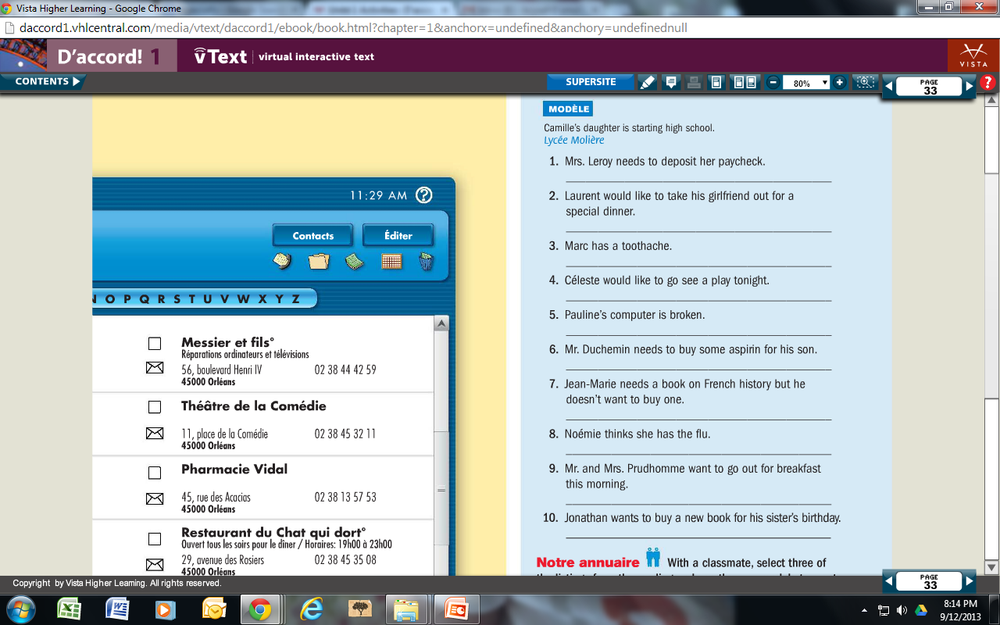 Vista Higher Learning - Google Chrome
daccord1.vhlcentral.com/media/vtext/daccord1/ebook/book.html?chapter=1&anchorx=undefined&anchory=undefinednull
D'accord! 1 vText virtual interactive text
VISTA
CONTENTS
SUPERSITE
80%
PAGE
33
11:29 AM
Contacts
Éditer
N O P Q R S T U V W X Y Z
Messier et fils°
Réparations ordinateurs et télévisions
56, boulevard Henri IV 02 38 44 42 59
45000 Orléans
Théâtre de la Comédie
11, place de la Comédie 02 38 45 32 11
45000 Orléans
Pharmacie Vidal
45, rue des Acacias 02 38 13 57 53
45000 Orléans
Restaurant du Chat qui dort°
Ouvert tous les soirs pour le dîner / Horaires: 19h00 à 23h00
29, avenue des Rosiers 02 38 45 35 08
45000 Orléans
MODÈLE
Camille's daughter is starting high school.
Lycée Molière
1. Mrs. Leroy needs to deposit her paycheck.
2. Laurent would like to take his girlfriend out for a
special dinner.
3. Marc has a toothache.
4. Céleste would like to go see a play tonight.
5. Pauline's computer is broken.
6. Mr. Duchemin needs to buy some aspirin for his son.
7. Jean-Marie needs a book on French history but he
doesn't want to buy one.
8. Noémie thinks she has the flu.
9. Mr. and Mrs. Prudhomme want to go out for breakfast
this morning.
10. Jonathan wants to buy a new book for his sister's birthday.
Notre annuaire With a classmate, select three of
Copyright by Vista Higher Learning. All rights reserved.
PAGE
33
8:14 PM
9/12/2013